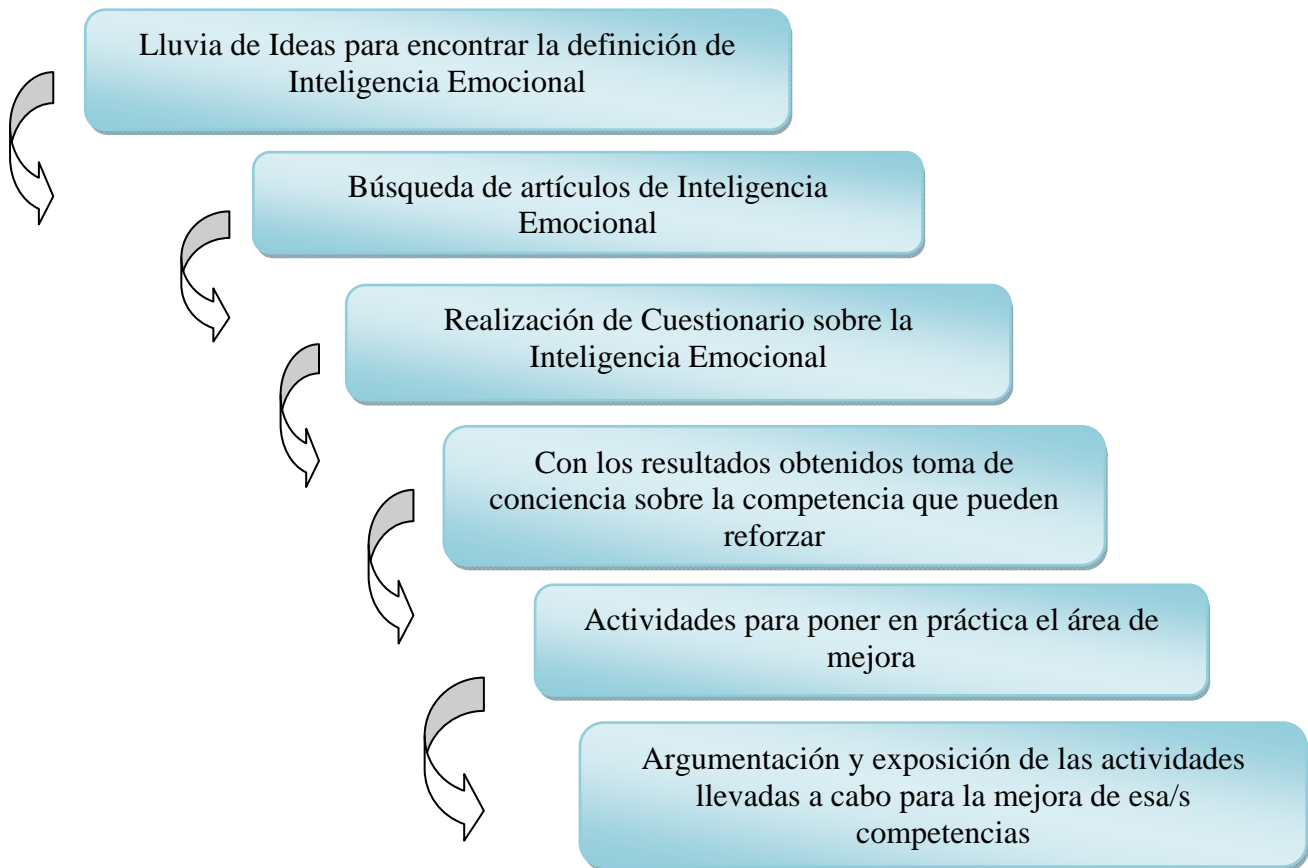 Lluvia de Ideas para encontrar la definición de
Inteligencia Emocional
Búsqueda de artículos de Inteligencia
Emocional
Realización de Cuestionario sobre la
Inteligencia Emocional
Con los resultados obtenidos toma de
conciencia sobre la competencia que pueden
reforzar
Actividades para poner en práctica el área de
mejora
Argumentación y exposición de las actividades
llevadas a cabo para la mejora de esa/s
competencias